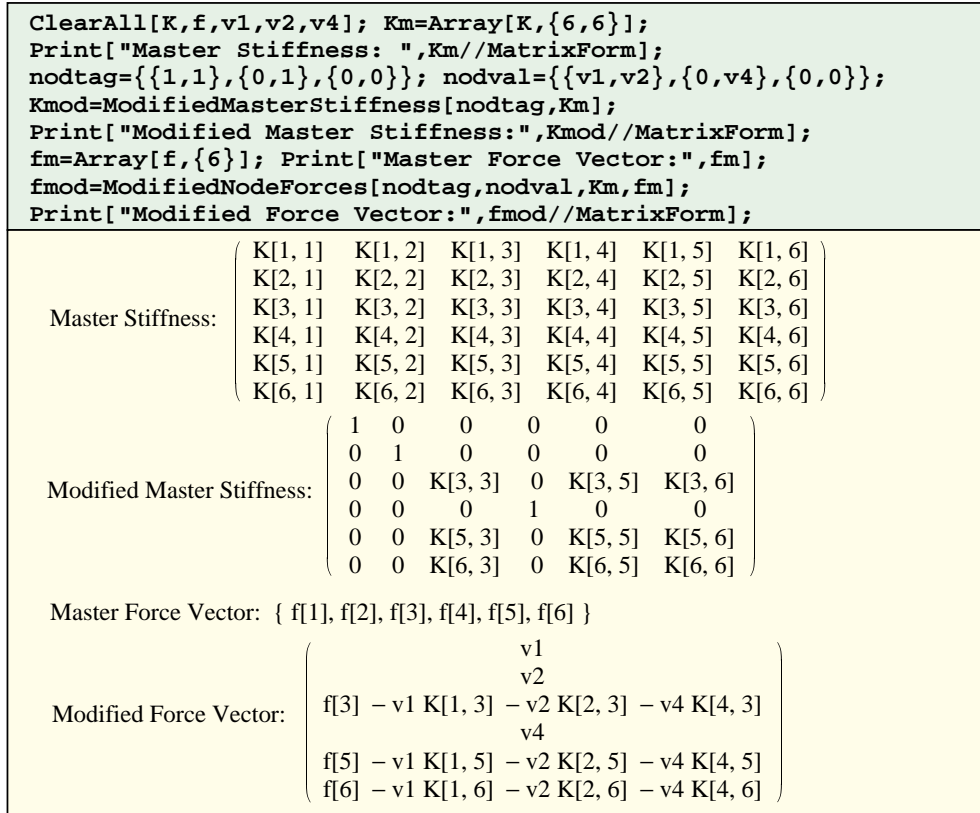 ClearAll[K,f,v1,v2,v4]; Km=Array[K,{6,6}];
Print["Master Stiffness: ",Km//MatrixForm];
nodtag={{1,1},{0,1},{0,0}}; nodval={{v1,v2},{0,v4},{0,0}};
Kmod=ModifiedMasterStiffness[nodtag,Km];
Print["Modified Master Stiffness:",Kmod//MatrixForm];
fm=Array[f,{6}]; Print["Master Force Vector:",fm];
fmod=ModifiedNodeForces[nodtag,nodval,Km,fm];
Print["Modified Force Vector:",fmod//MatrixForm];
Master Stiffness:
K[1, 1] K[1, 2] K[1, 3] K[1, 4] K[1, 5] K[1, 6]
K[2, 1] K[2, 2] K[2, 3] K[2, 4] K[2, 5] K[2, 6]
K[3, 1] K[3, 2] K[3, 3] K[3, 4] K[3, 5] K[3, 6]
K[4, 1] K[4, 2] K[4, 3] K[4, 4] K[4, 5] K[4, 6]
K[5, 1] K[5, 2] K[5, 3] K[5, 4] K[5, 5] K[5, 6]
K[6, 1] K[6, 2] K[6, 3] K[6, 4] K[6, 5] K[6, 6]
Modified Master Stiffness:
1 0 0 0 0 0
0 1 0 0 0 0
0 0 K[3, 3] 0 K[3, 5] K[3, 6]
0 0 0 1 0 0
0 0 K[5, 3] 0 K[5, 5] K[5, 6]
0 0 K[6, 3] 0 K[6, 5] K[6, 6]
Master Force Vector: { f[1], f[2], f[3], f[4], f[5], f[6] }
Modified Force Vector:
v1
v2
f[3] − v1 K[1, 3] − v2 K[2, 3] − v4 K[4, 3]
v4
f[5] − v1 K[1, 5] − v2 K[2, 5] − v4 K[4, 5]
f[6] − v1 K[1, 6] − v2 K[2, 6] − v4 K[4, 6]